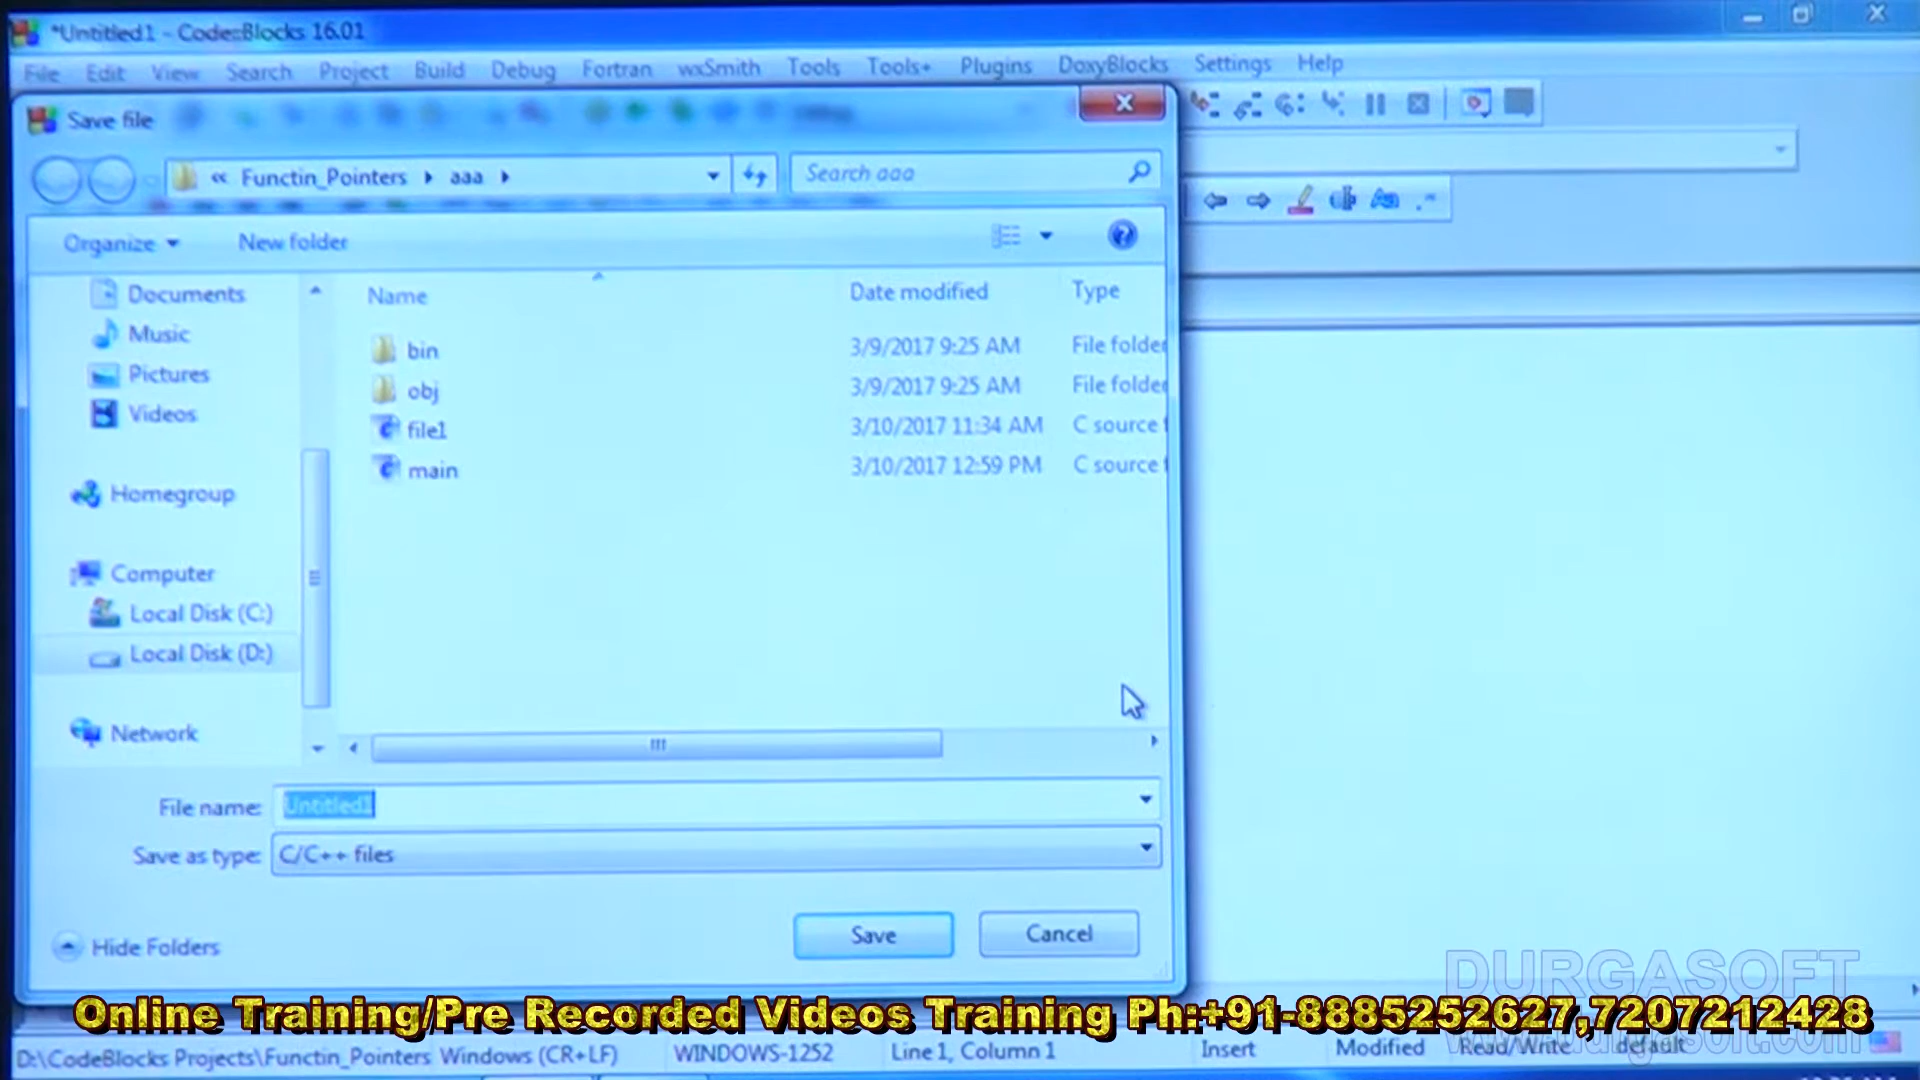 *Untitled1 - Code::Blocks 16.01
File Edit View Search Project Build Debug Fortran wxSmith Tools Tools+ Plugins DoxyBlocks Settings Help
Save file
« Functin_Pointers aaa
Search aaa
Organize New folder
Documents
Music
Pictures
Videos
Homegroup
Computer
Local Disk (C:)
Local Disk (D:)
Network
Name Date modified Type
bin 3/9/2017 9:25 AM File folder
obj 3/9/2017 9:25 AM File folder
file1 3/10/2017 11:34 AM C source f
main 3/10/2017 12:59 PM C source f
File name: Untitled1
Save as type: C/C++ files
Hide Folders
Save Cancel
DURGASOFT
Online Training/Pre Recorded Videos Training Ph:+91-8885252627,7207212428
D:\CodeBlocks Projects\Functin_Pointers Windows (CR+LF) WINDOWS-1252 Line 1, Column 1 Insert Modified Read/Write default
www.durgasoft.com